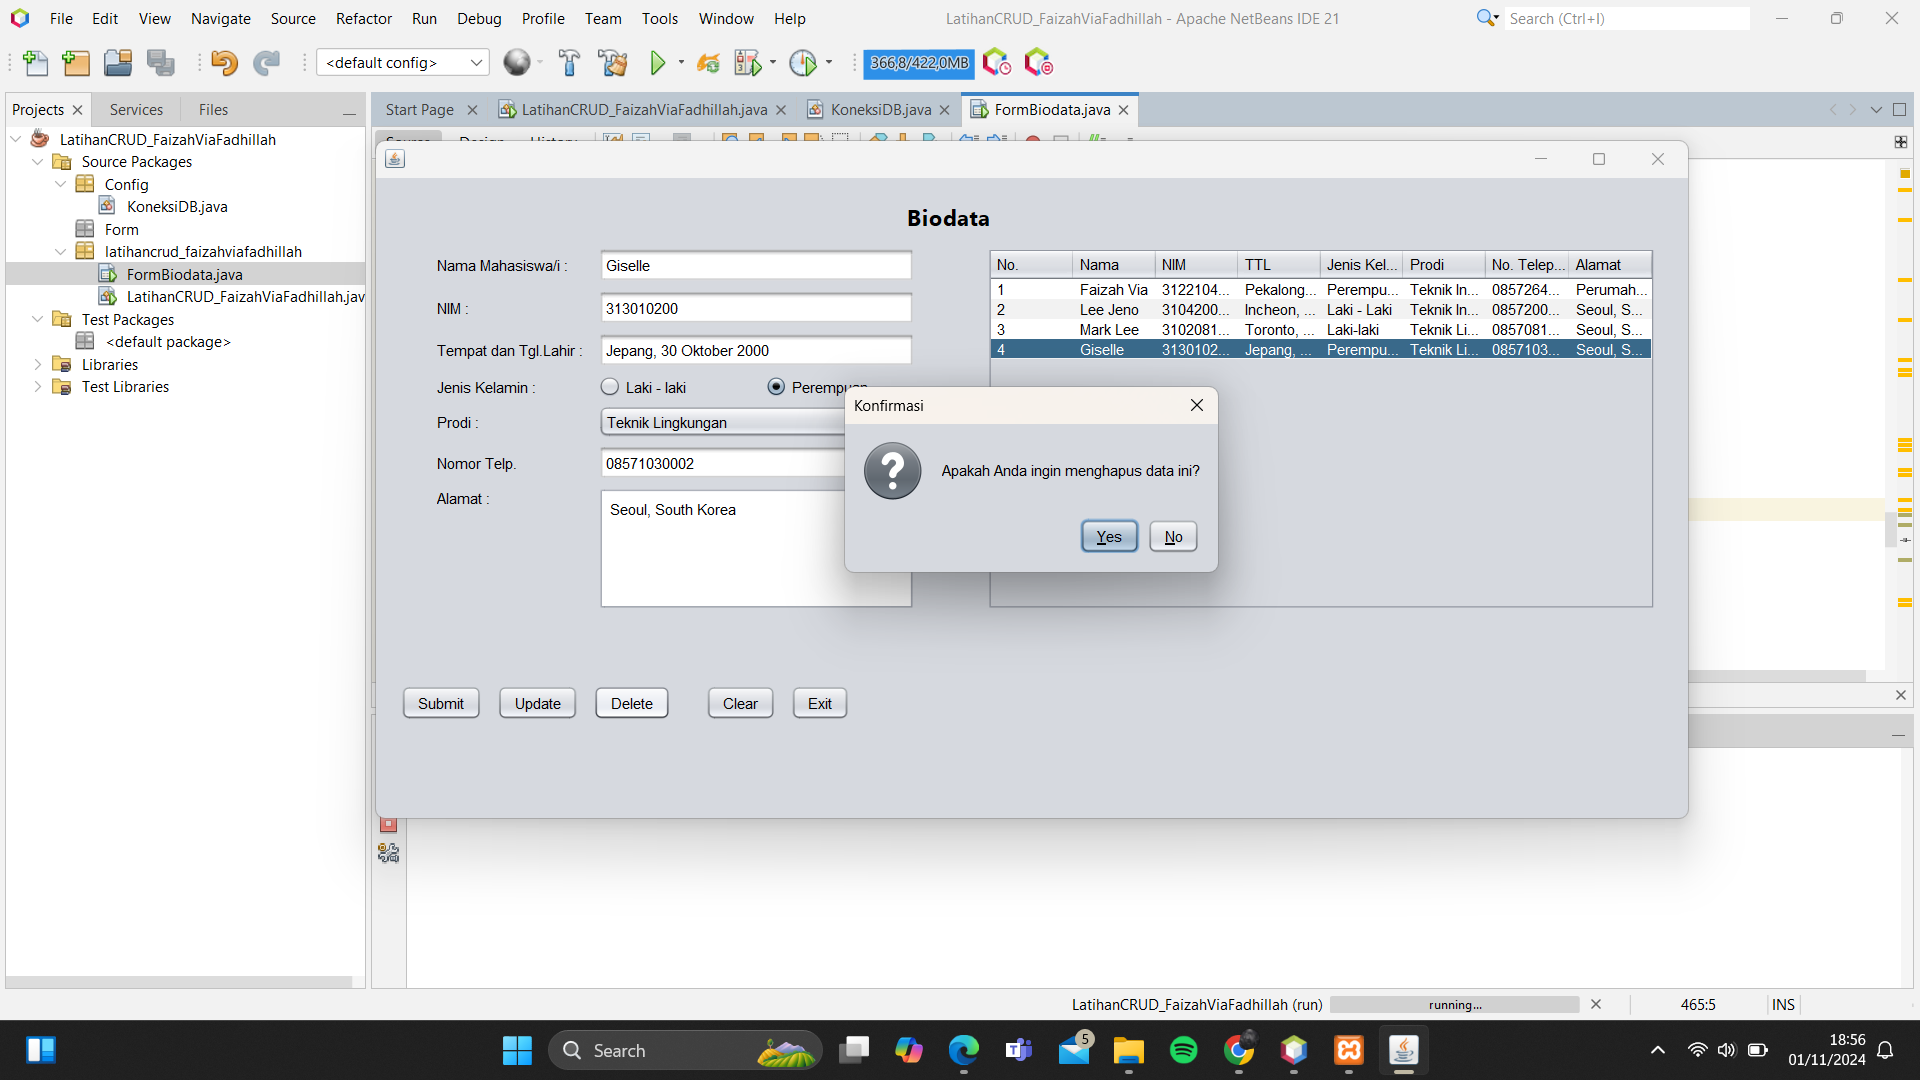 File Edit View Navigate Source Refactor Run Debug Profile Team Tools Window Help
LatihanCRUD_FaizahViaFadhillah - Apache NetBeans IDE 21
Search (Ctrl+I)
<default config>
366,8/422,0MB
Projects Services Files
Start Page LatihanCRUD_FaizahViaFadhillah.java KoneksiDB.java FormBiodata.java
LatihanCRUD_FaizahViaFadhillah
Source Packages
Config
KoneksiDB.java
Form
latihancrud_faizahviafadhillah
FormBiodata.java
LatihanCRUD_FaizahViaFadhillah.jav
Test Packages
<default package>
Libraries
Test Libraries
Biodata
Nama Mahasiswa/i : Giselle
NIM : 313010200
Tempat dan Tgl.Lahir : Jepang, 30 Oktober 2000
Jenis Kelamin : Laki - laki Perempuan
Prodi : Teknik Lingkungan
Nomor Telp. 08571030002
Alamat : Seoul, South Korea
No. Nama NIM TTL Jenis Kel... Prodi No. Telep... Alamat
1 Faizah Via 3122104... Pekalong... Perempu... Teknik In... 0857264... Perumah...
2 Lee Jeno 3104200... Incheon, ... Laki - Laki Teknik In... 0857200... Seoul, S...
3 Mark Lee 3102081... Toronto, ... Laki-laki Teknik Li... 0857081... Seoul, S...
4 Giselle 3130102... Jepang, ... Perempu... Teknik Li... 0857103... Seoul, S...
Konfirmasi
Apakah Anda ingin menghapus data ini?
Yes No
Submit Update Delete Clear Exit
LatihanCRUD_FaizahViaFadhillah (run) running... 465:5 INS
Search
5
18:56
01/11/2024